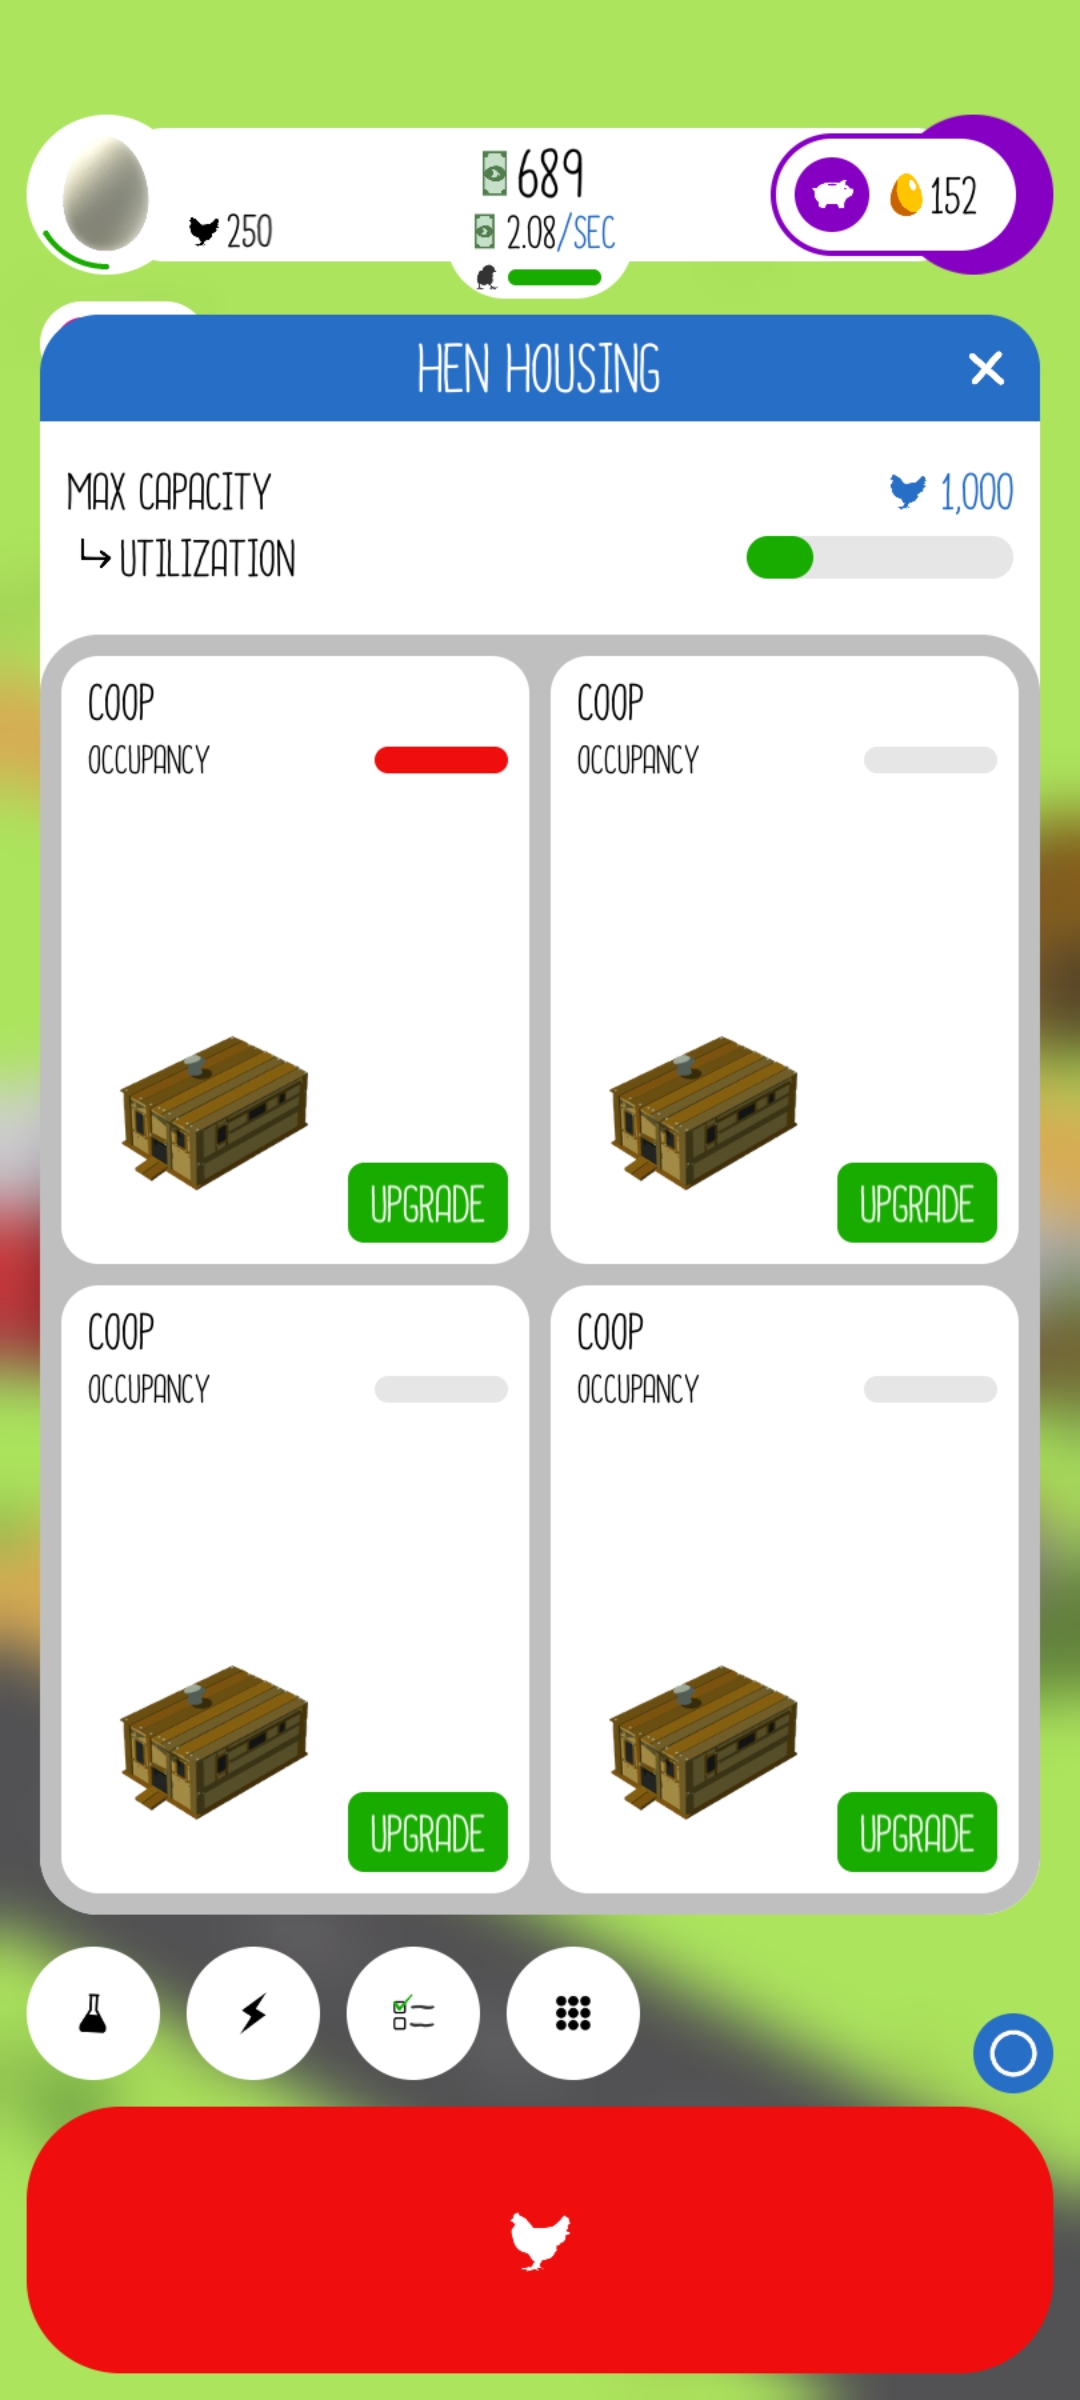 689
250
2.08/SEC
152
HEN HOUSING
MAX CAPACITY
1,000
UTILIZATION
COOP
OCCUPANCY
UPGRADE
COOP
OCCUPANCY
UPGRADE
COOP
OCCUPANCY
UPGRADE
COOP
OCCUPANCY
UPGRADE